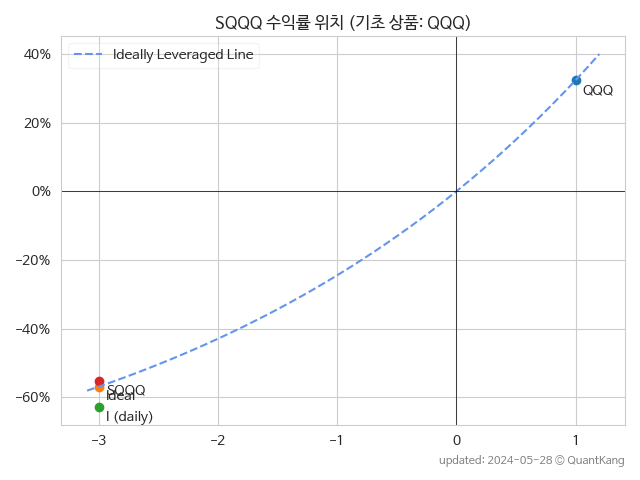 SQQQ 수익률 위치 (기초 상품: QQQ)
Ideally Leveraged Line
40%
20%
0%
−20%
−40%
−60%
QQQ
SQQQ
Ideal
I (daily)
−3
−2
−1
0
1
updated: 2024-05-28 © QuantKang